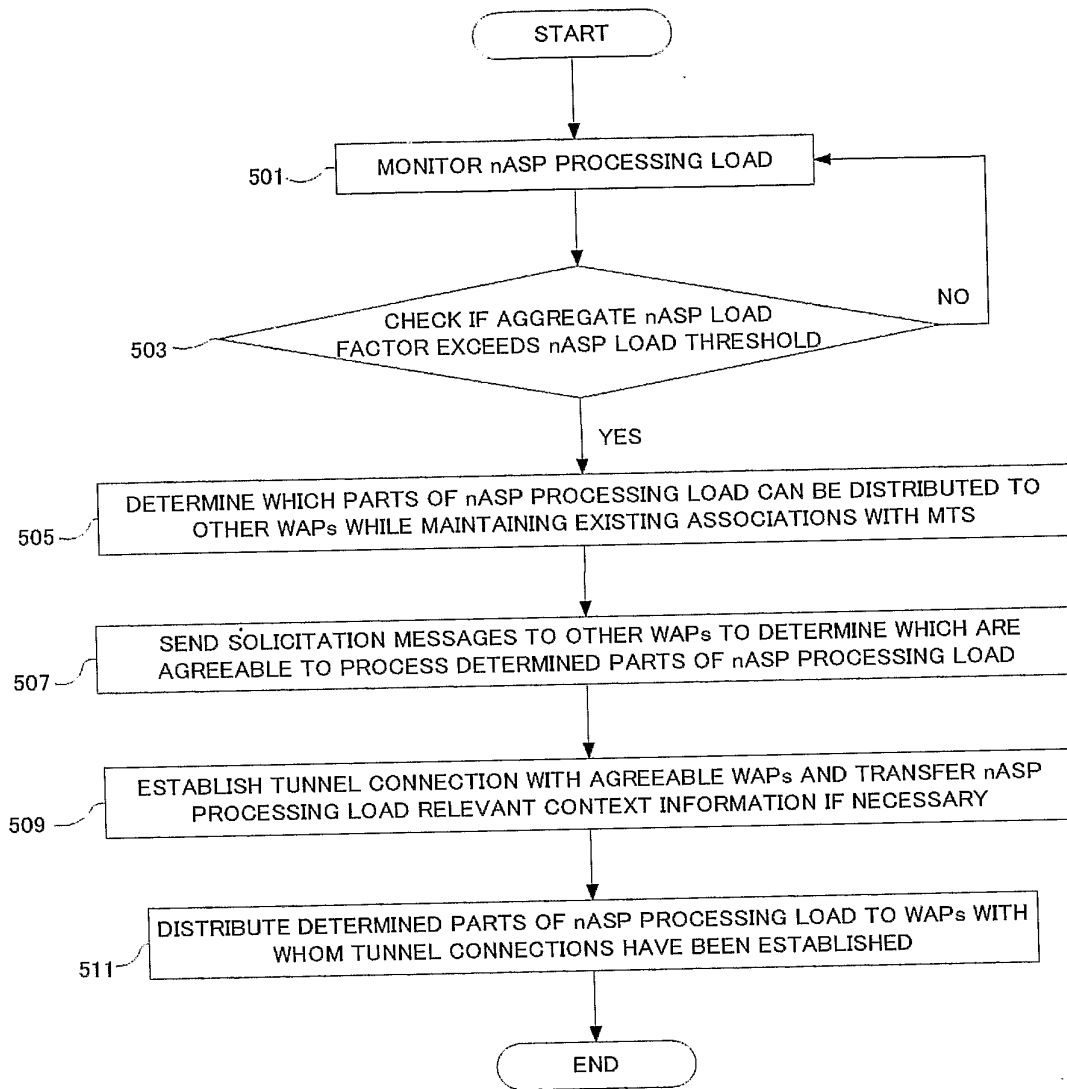 START
501
MONITOR nASP PROCESSING LOAD
NO
503
CHECK IF AGGREGATE nASP LOAD
FACTOR EXCEEDS nASP LOAD THRESHOLD
YES
505
DETERMINE WHICH PARTS OF nASP PROCESSING LOAD CAN BE DISTRIBUTED TO
OTHER WAPs WHILE MAINTAINING EXISTING ASSOCIATIONS WITH MTS
507
SEND SOLICITATION MESSAGES TO OTHER WAPs TO DETERMINE WHICH ARE
AGREEABLE TO PROCESS DETERMINED PARTS OF nASP PROCESSING LOAD
509
ESTABLISH TUNNEL CONNECTION WITH AGREEABLE WAPs AND TRANSFER nASP
PROCESSING LOAD RELEVANT CONTEXT INFORMATION IF NECESSARY
511
DISTRIBUTE DETERMINED PARTS OF nASP PROCESSING LOAD TO WAPs WITH
WHOM TUNNEL CONNECTIONS HAVE BEEN ESTABLISHED
END